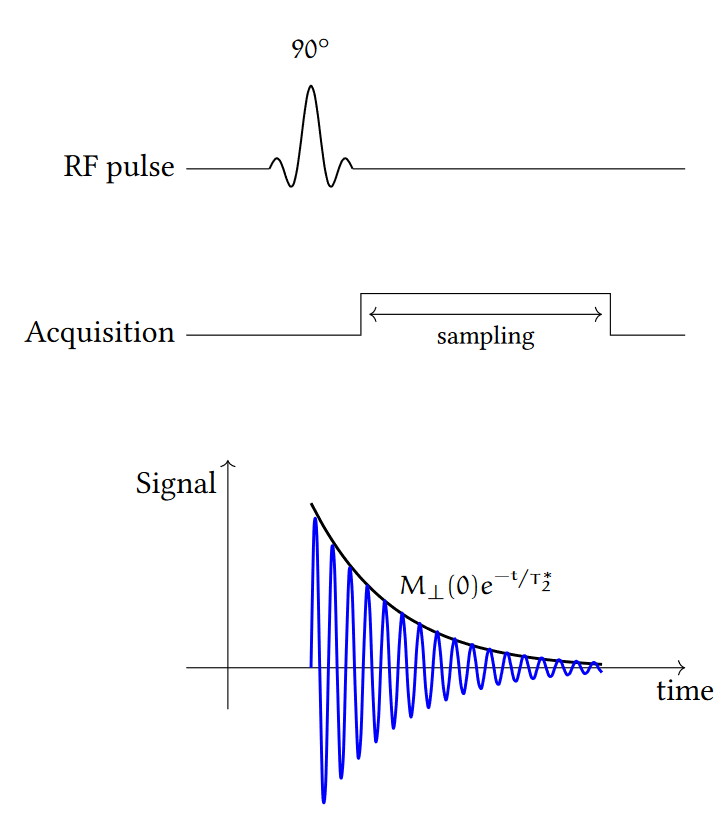 90°
RF pulse
Acquisition
sampling
Signal
M⊥(0)e^{−t/T₂*}
time